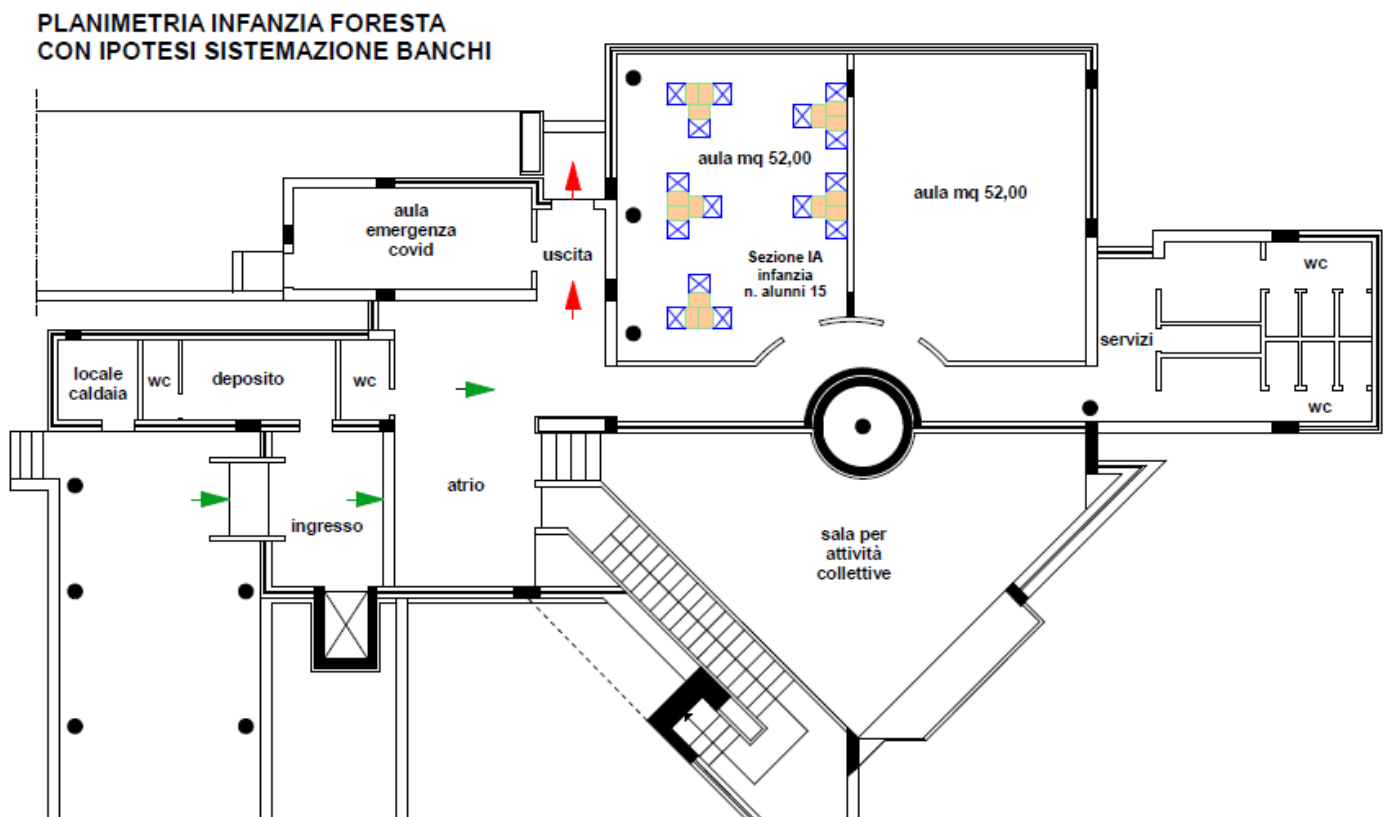 PLANIMETRIA INFANZIA FORESTA
CON IPOTESI SISTEMAZIONE BANCHI
aula mq 52,00
aula mq 52,00
aula
emergenza
covid
uscita
Sezione IA
infanzia
n. alunni 15
wc
servizi
wc
locale
caldaia
wc
deposito
wc
atrio
ingresso
sala per
attività
collettive